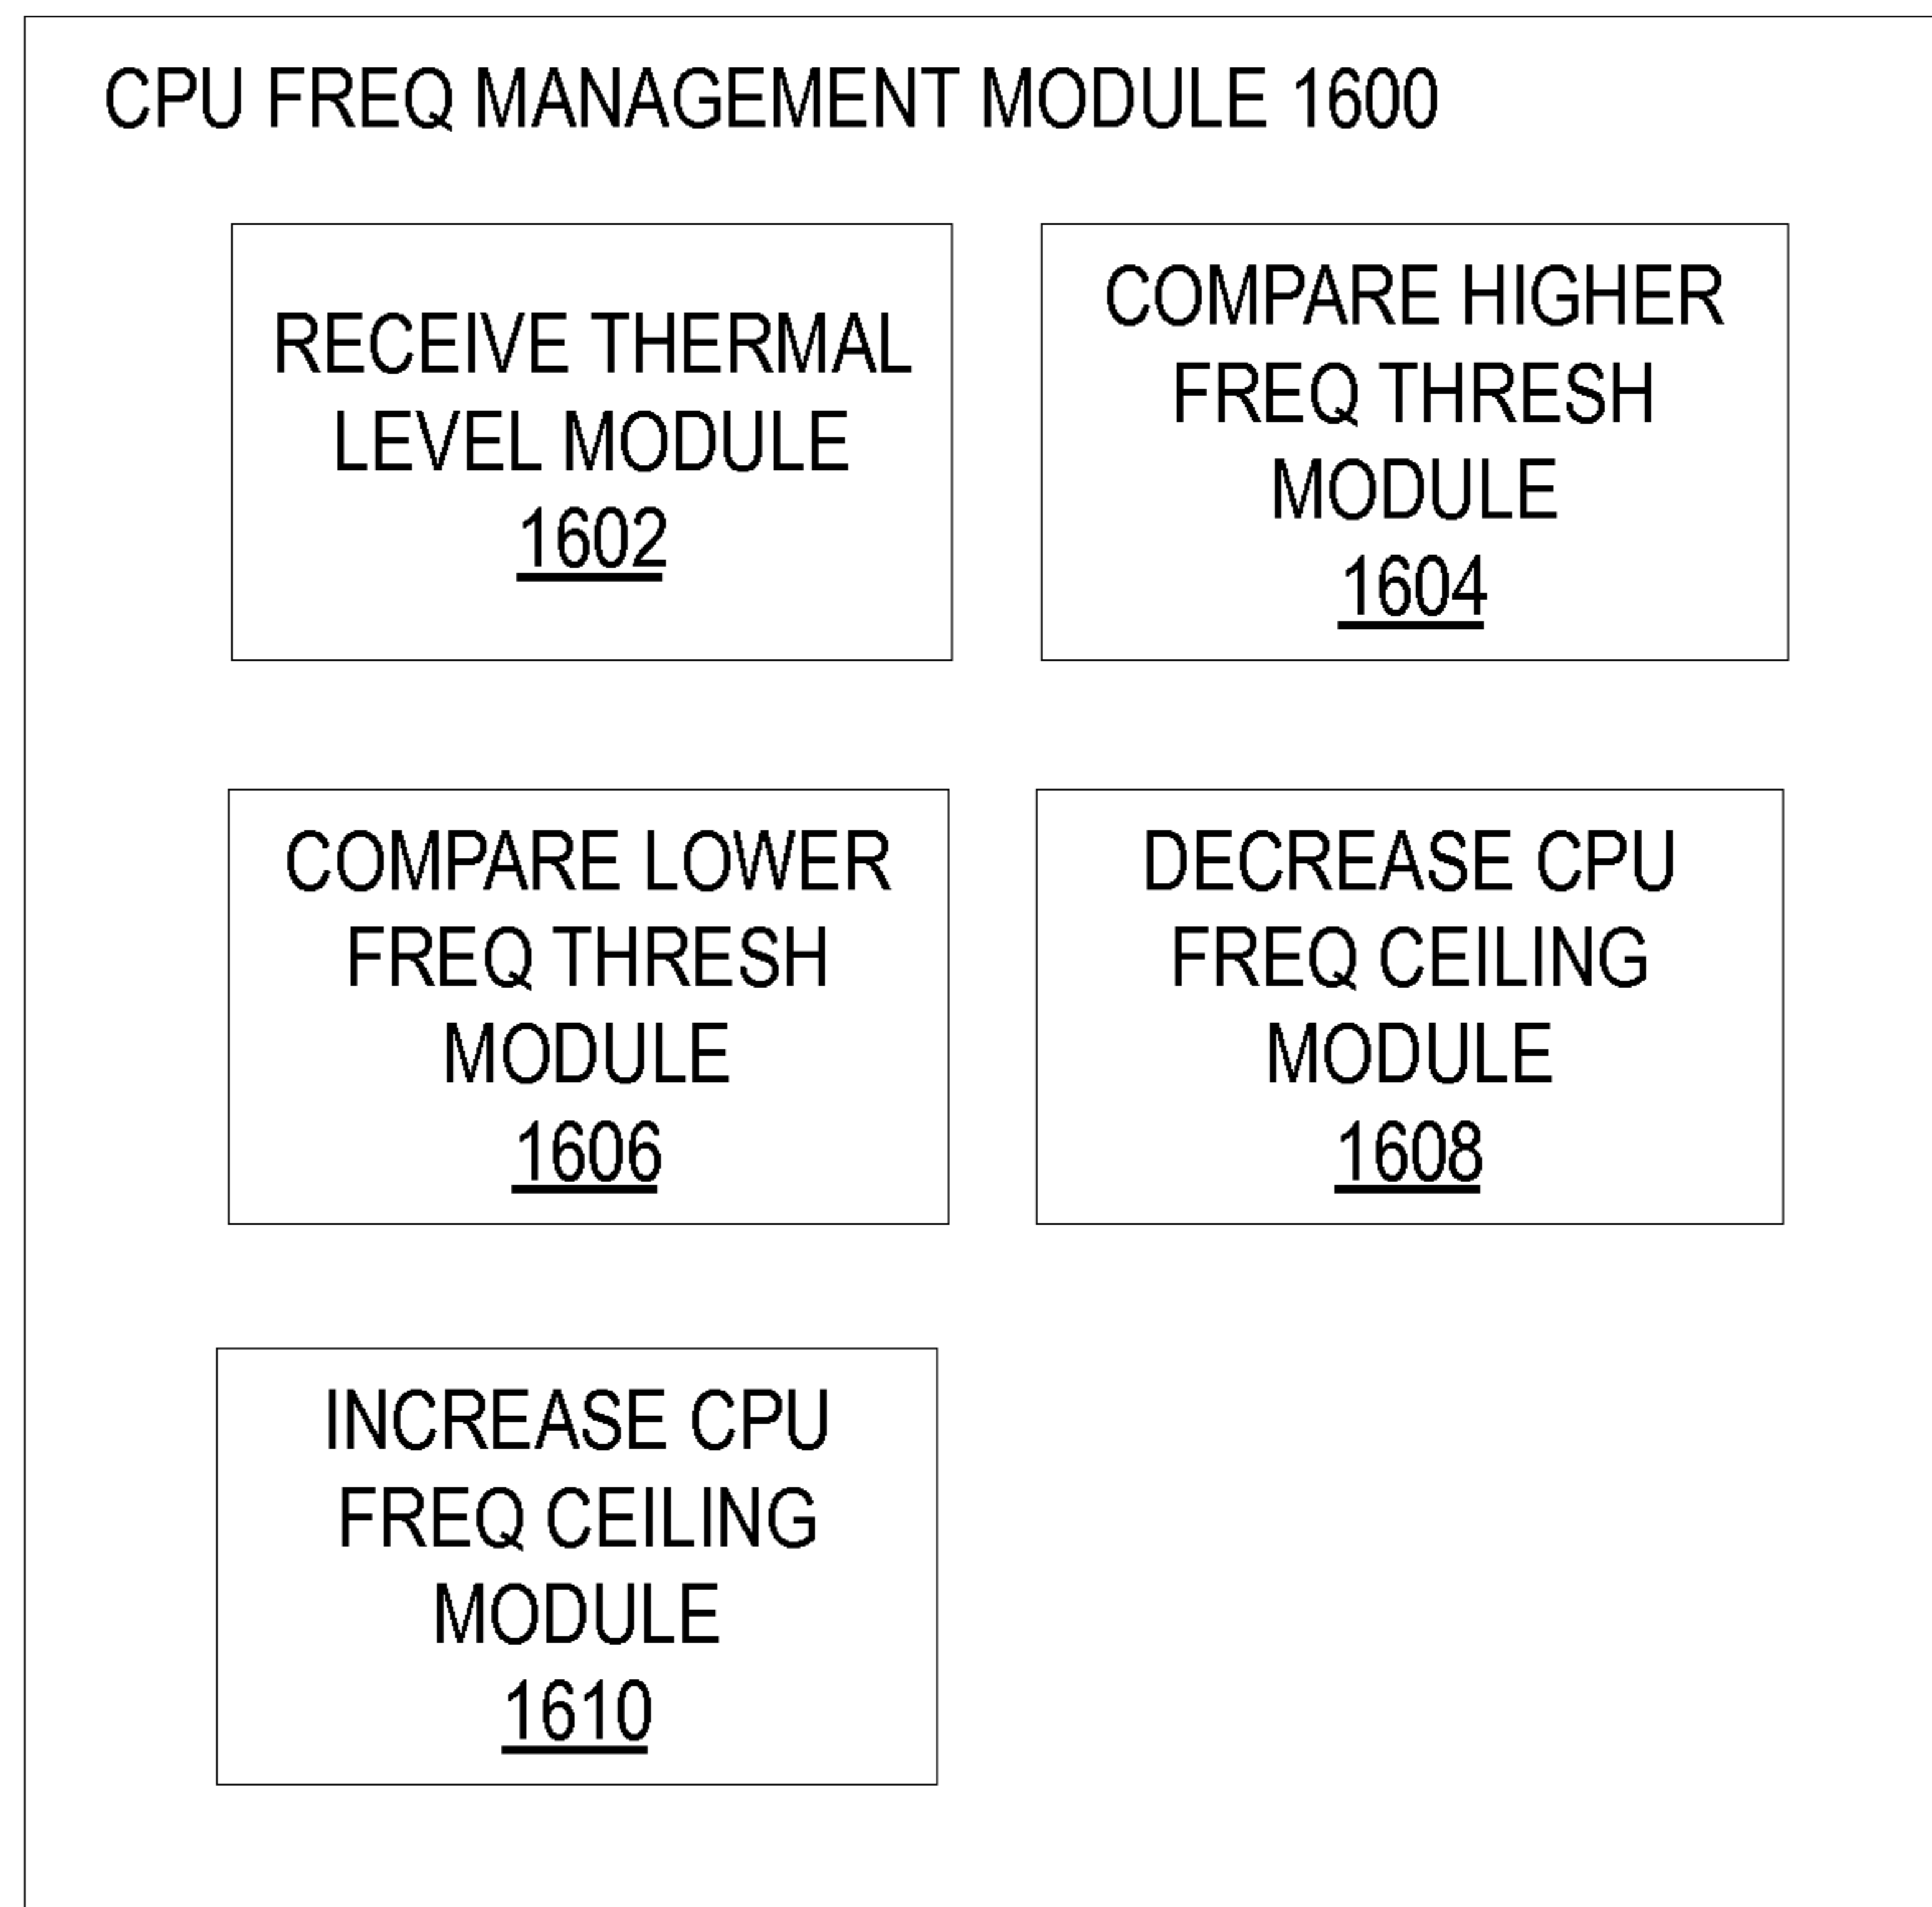 CPU FREQ MANAGEMENT MODULE 1600
RECEIVE THERMAL
LEVEL MODULE
1602
COMPARE HIGHER
FREQ THRESH
MODULE
1604
COMPARE LOWER
FREQ THRESH
MODULE
1606
DECREASE CPU
FREQ CEILING
MODULE
1608
INCREASE CPU
FREQ CEILING
MODULE
1610